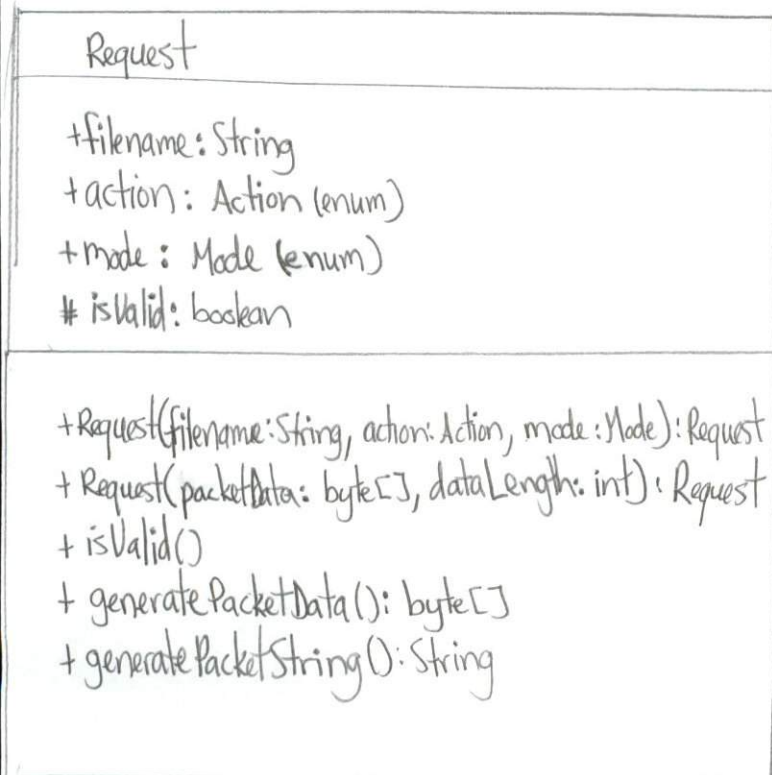 Request
+filename: String
+action: Action (enum)
+mode: Mode (enum)
# isValid: boolean
+Request(filename: String, action: Action, mode: Mode): Request
+ Request(packetData: byte[], dataLength: int): Request
+ isValid()
+ generatePacketData(): byte[]
+ generatePacketString(): String